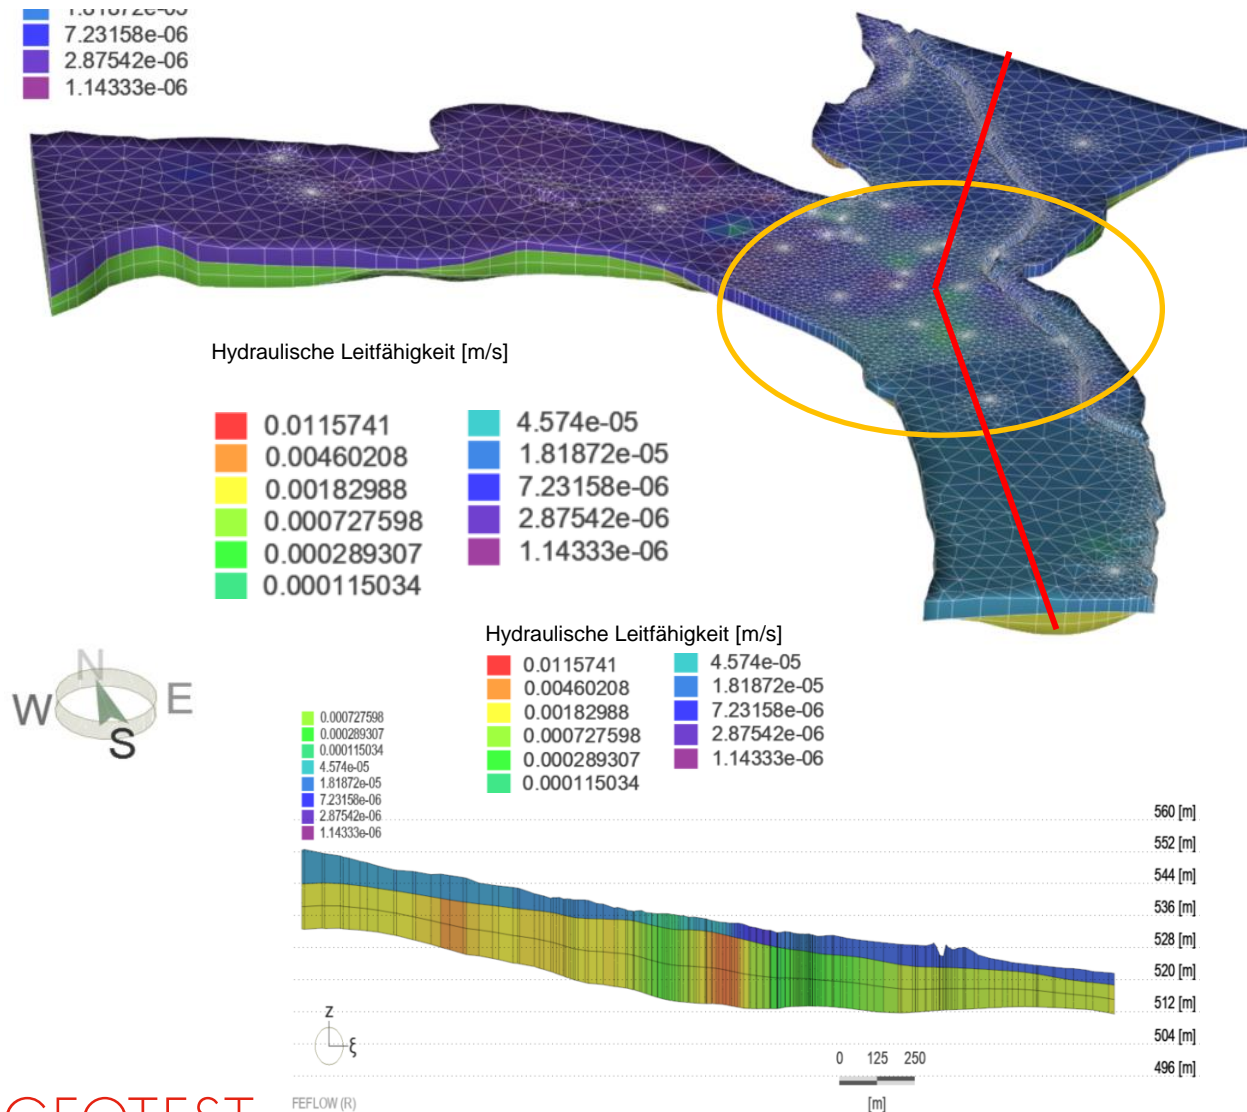 1.81872e-05
7.23158e-06
2.87542e-06
1.14333e-06
Hydraulische Leitfähigkeit [m/s]
0.0115741
0.00460208
0.00182988
0.000727598
0.000289307
0.000115034
4.574e-05
1.81872e-05
7.23158e-06
2.87542e-06
1.14333e-06
N
W
E
S
Hydraulische Leitfähigkeit [m/s]
0.0115741
0.00460208
0.00182988
0.000727598
0.000289307
0.000115034
4.574e-05
1.81872e-05
7.23158e-06
2.87542e-06
1.14333e-06
0.000727598
0.000289307
0.000115034
4.574e-05
1.81872e-05
7.23158e-06
2.87542e-06
1.14333e-06
560 [m]
552 [m]
544 [m]
536 [m]
528 [m]
520 [m]
512 [m]
504 [m]
496 [m]
z
ξ
0 125 250
[m]
GEOTEST
FEFLOW (R)